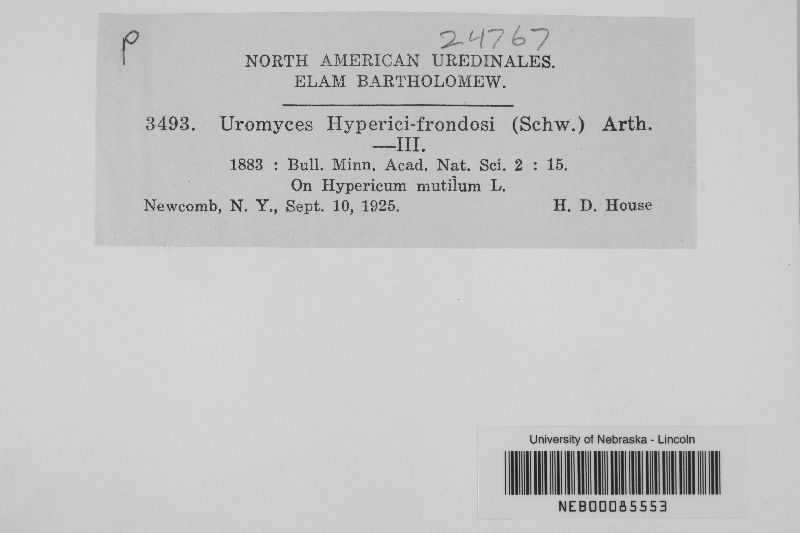 p
24767
NORTH AMERICAN UREDINALES.
ELAM BARTHOLOMEW.
3493. Uromyces Hyperici-frondosi (Schw.) Arth.
—III.
1883 : Bull. Minn. Acad. Nat. Sci. 2 : 15.
On Hypericum mutilum L.
Newcomb, N. Y., Sept. 10, 1925. H. D. House
University of Nebraska - Lincoln
NEB00085553